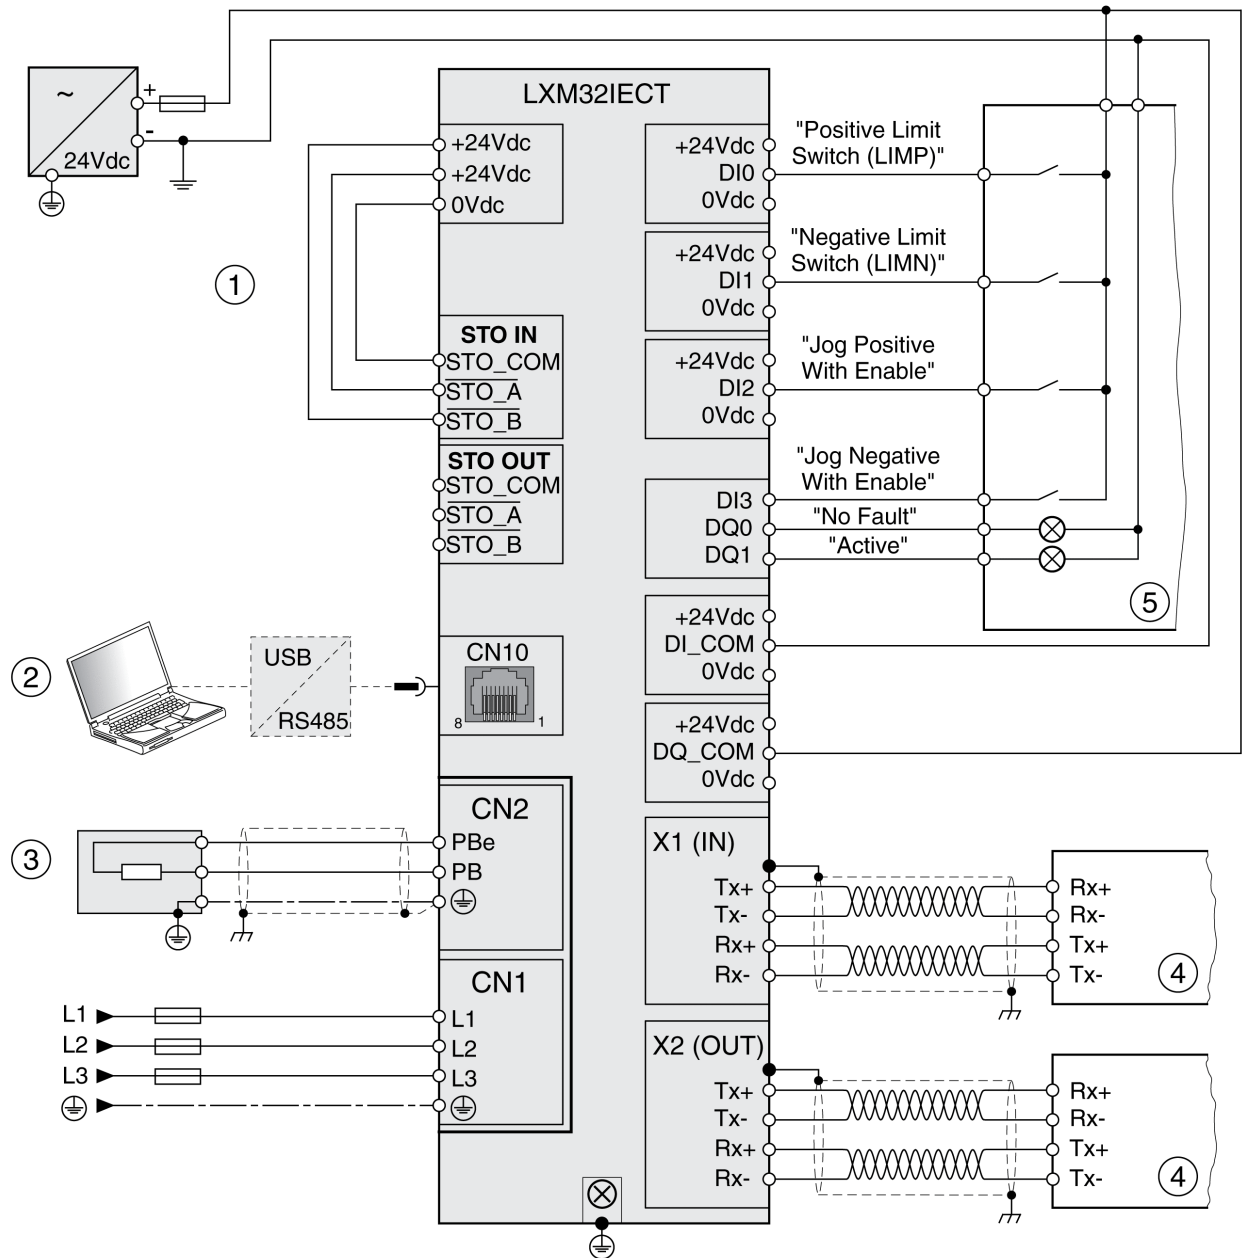 +
~
-
24Vdc
LXM32IECT
+24Vdc
+24Vdc
0Vdc
1
STO IN
STO_COM
STO_A
STO_B
STO OUT
STO_COM
STO_A
STO_B
2
USB
RS485
CN10
8 1
3
CN2
PBe
PB
CN1
L1
L2
L3
L1
L2
L3
+24Vdc
DI0
0Vdc
"Positive Limit
Switch (LIMP)"
+24Vdc
DI1
0Vdc
"Negative Limit
Switch (LIMN)"
+24Vdc
DI2
0Vdc
"Jog Positive
With Enable"
DI3
DQ0
DQ1
"Jog Negative
With Enable"
"No Fault"
"Active"
5
+24Vdc
DI_COM
0Vdc
+24Vdc
DQ_COM
0Vdc
X1 (IN)
Tx+
Tx-
Rx+
Rx-
Rx+
Rx-
Tx+
Tx-
4
X2 (OUT)
Tx+
Tx-
Rx+
Rx-
Rx+
Rx-
Tx+
Tx-
4